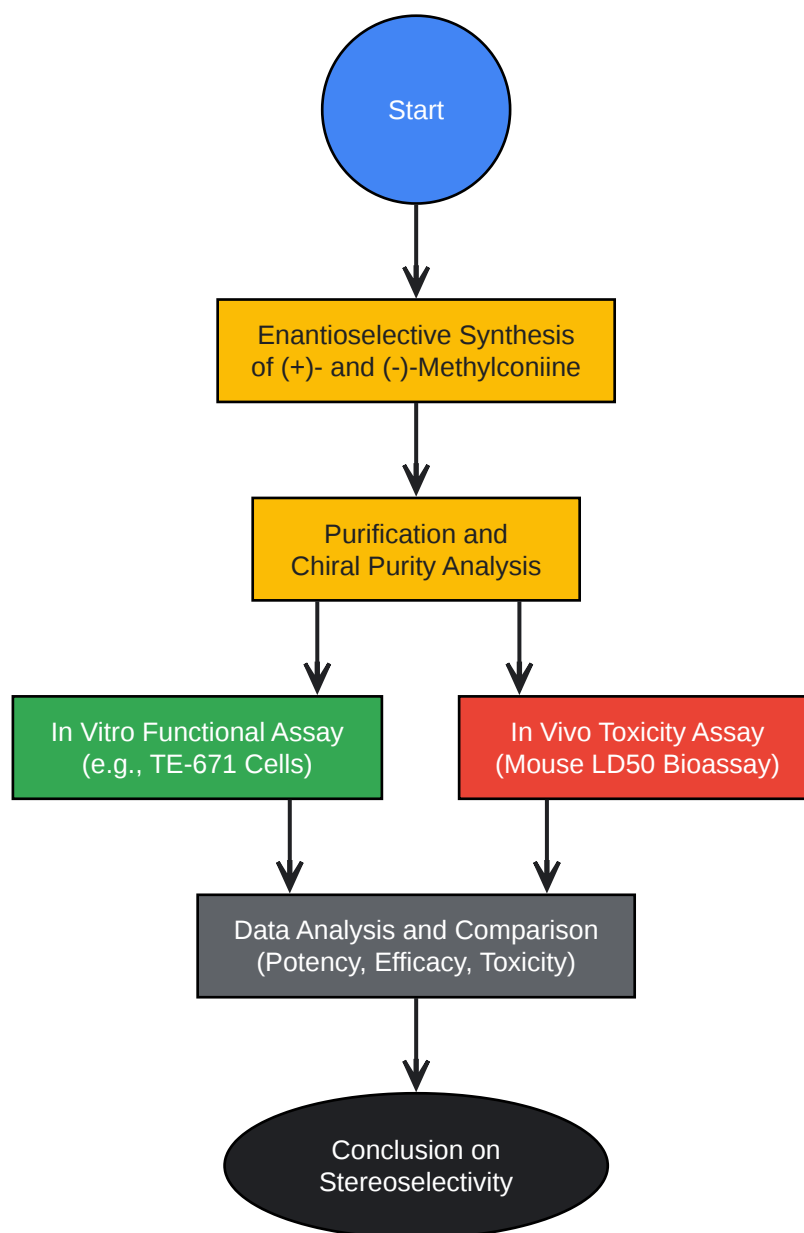 Start
Enantioselective Synthesis
of (+)- and (-)-Methylconiine
Purification and
Chiral Purity Analysis
In Vitro Functional Assay
(e.g., TE-671 Cells)
In Vivo Toxicity Assay
(Mouse LD50 Bioassay)
Data Analysis and Comparison
(Potency, Efficacy, Toxicity)
Conclusion on
Stereoselectivity